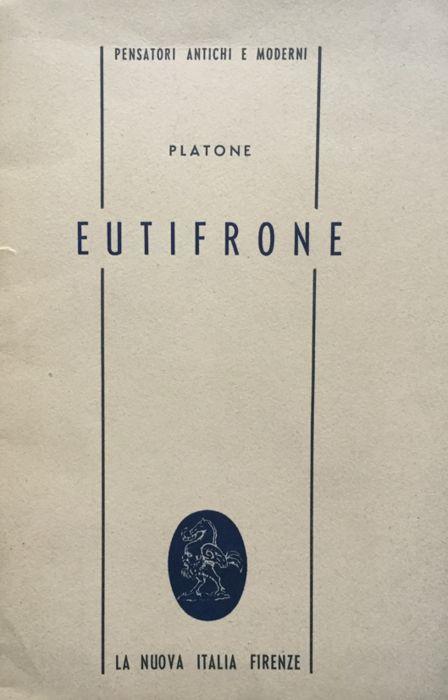 PENSATORI ANTICHI E MODERNI
PLATONE
EUTIFRONE
LA NUOVA ITALIA FIRENZE